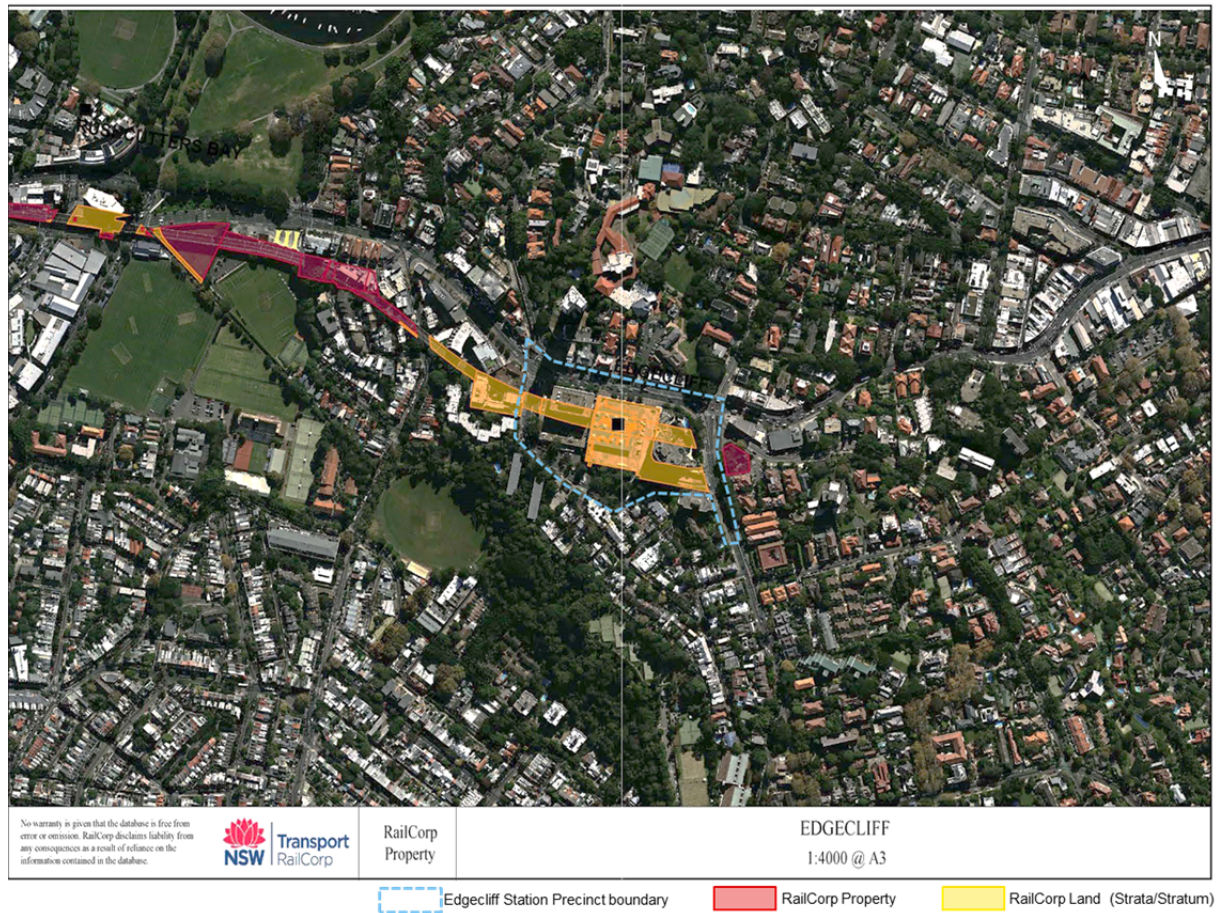 N
RUSHCUTTERS BAY
EDGECLIFF
No warranty is given that the database is free from
error or omission. RailCorp disclaims liability from
any consequences as a result of reliance on the
information contained in the database.
NSW
Transport
RailCorp
RailCorp
Property
EDGECLIFF
1:4000 @ A3
Edgecliff Station Precinct boundary
RailCorp Property
RailCorp Land (Strata/Stratum)